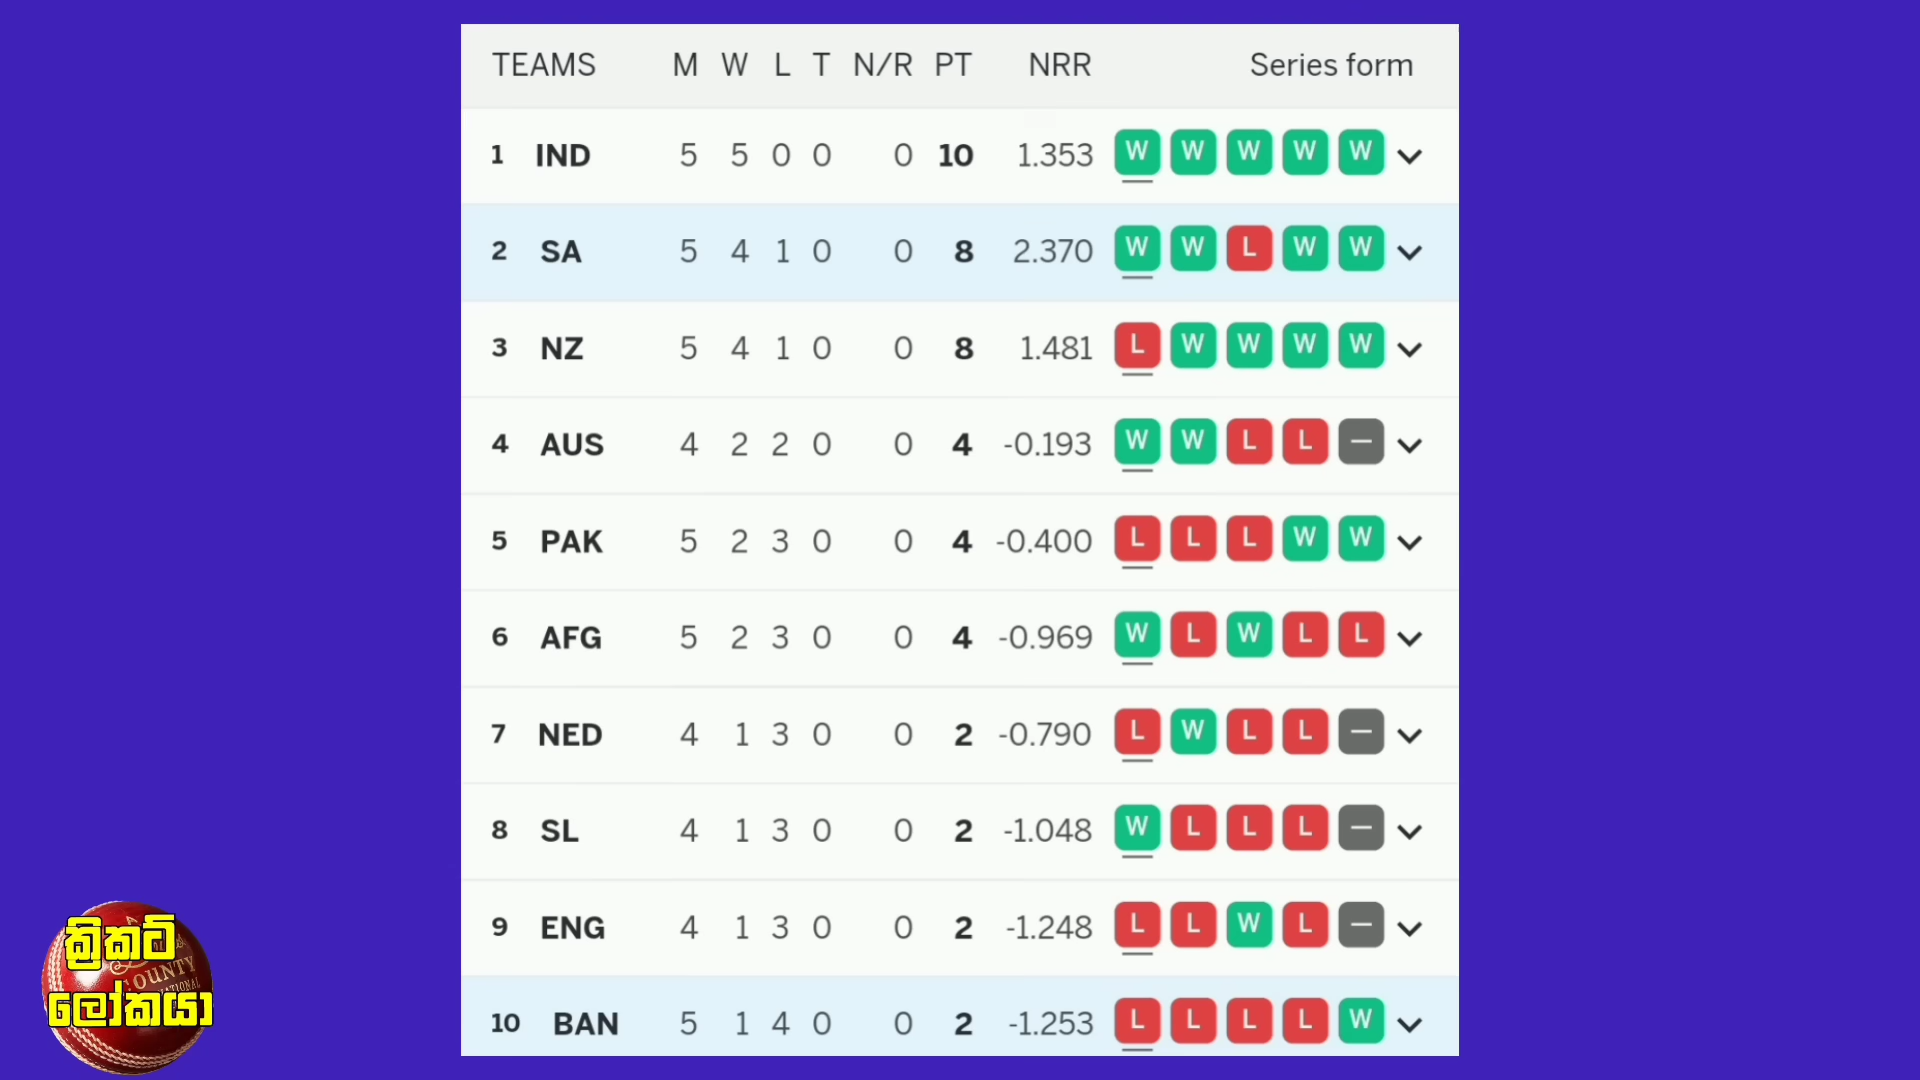 TEAMS M W L T N/R PT NRR Series form
1 IND 5 5 0 0 0 10 1.353 W W W W W
2 SA 5 4 1 0 0 8 2.370 W W L W W
3 NZ 5 4 1 0 0 8 1.481 L W W W W
4 AUS 4 2 2 0 0 4 -0.193 W W L L –
5 PAK 5 2 3 0 0 4 -0.400 L L L W W
6 AFG 5 2 3 0 0 4 -0.969 W L W L L
7 NED 4 1 3 0 0 2 -0.790 L W L L –
8 SL 4 1 3 0 0 2 -1.048 W L L L –
9 ENG 4 1 3 0 0 2 -1.248 L L W L –
10 BAN 5 1 4 0 0 2 -1.253 L L L L W
ක්‍රිකට්
COUNTY
ලෝකයා